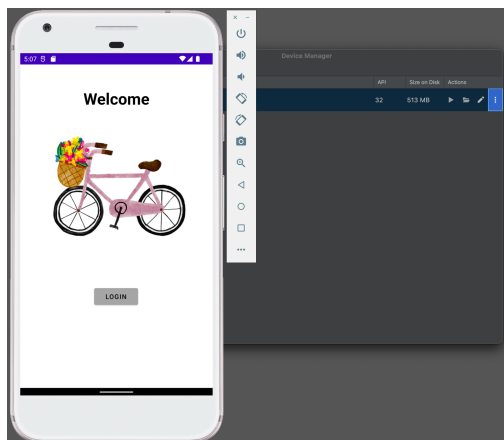 5:07
Welcome
LOGIN
Device Manager
API Size on Disk Actions
32 513 MB